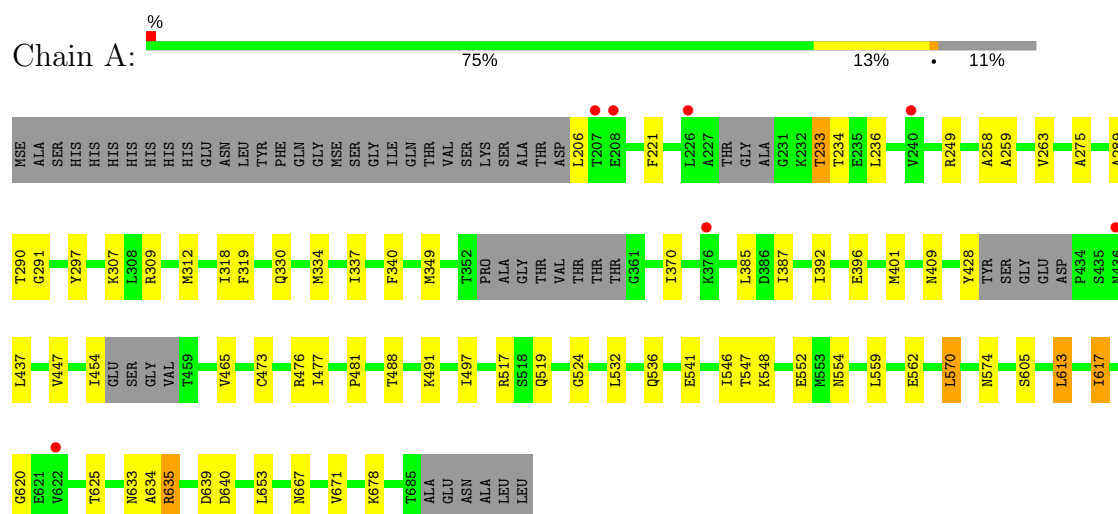 %
Chain A:
75% 13% • 11%
MSE ALA SER HIS HIS HIS HIS HIS HIS HIS HIS GLU ASN LEU TYR PHE GLN GLY MSE SER GLY ILE GLN THR VAL SER LYS SER ALA THR ASP L206 T207 E208 F221 L226 A227 THR GLY ALA G231 K232 T233 T234 E235 L236 V240 R249 A258 A259 V263 A275 A289
T290 G291 Y297 K307 L308 R309 M312 I318 F319 Q330 M334 I337 F340 M349 T352 PRO ALA GLY THR VAL THR THR THR G361 I370 K376 L385 D386 I387 I392 E396 M401 N409 Y428 TYR SER GLY GLU ASP P434 S435 N436
L437 V447 I454 GLU SER GLY VAL T459 V465 C473 R476 I477 P481 T488 K491 I497 R517 S518 Q519 G524 L532 Q536 E541 I546 T547 K548 E552 M553 N554 L559 E562 L570 N574 S605 L613 I617
G620 E621 V622 T625 N633 A634 R635 D639 D640 L653 N667 V671 K678 T685 ALA GLU ASN ALA LEU LEU